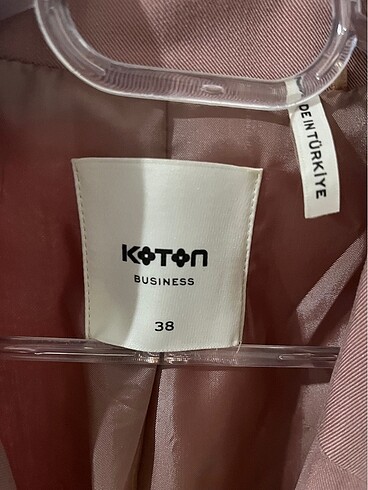 KOTON
BUSINESS
38
DE IN TÜRKİYE